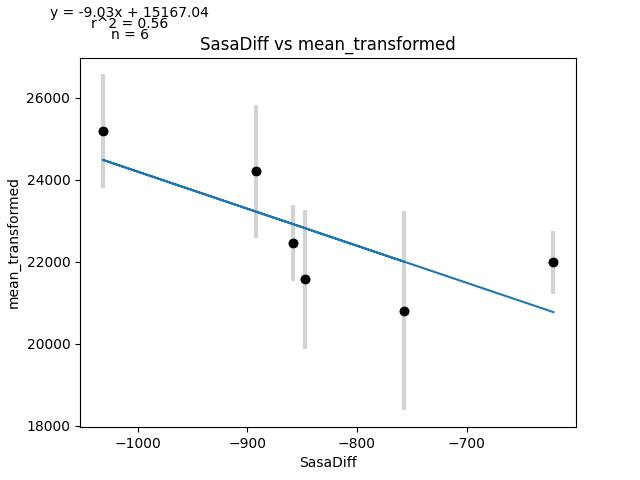 y = -9.03x + 15167.04
r^2 = 0.56
n = 6
SasaDiff vs mean_transformed
mean_transformed
26000
24000
22000
20000
18000
−1000
−900
−800
−700
SasaDiff